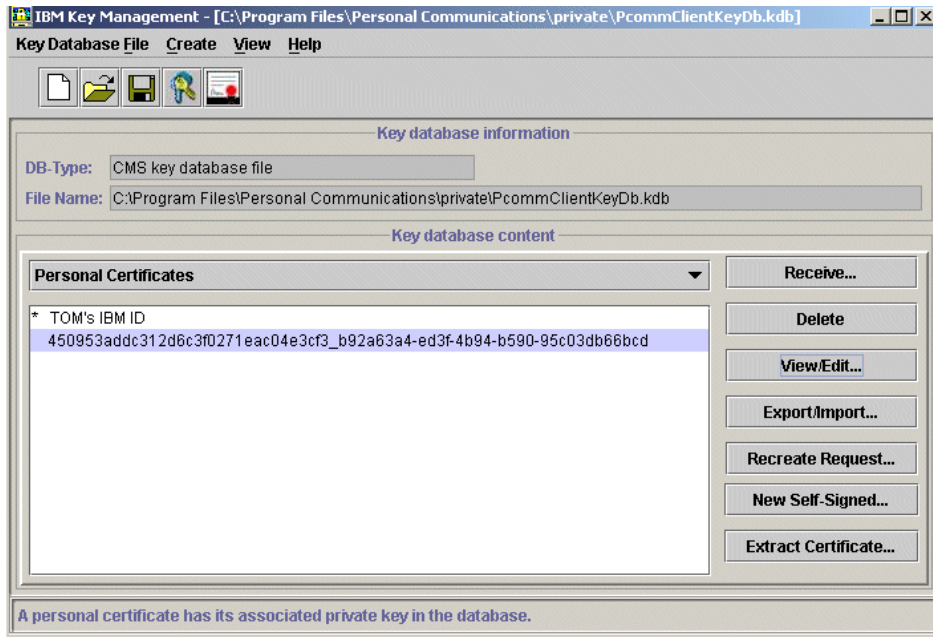 IBM Key Management - [C:\Program Files\Personal Communications\private\PcommClientKeyDb.kdb]
Key Database File Create View Help
Key database information
DB-Type: CMS key database file
File Name: C:\Program Files\Personal Communications\private\PcommClientKeyDb.kdb
Key database content
Personal Certificates
Receive...
* TOM's IBM ID
Delete
450953addc312d6c3f0271eac04e3cf3_b92a63a4-ed3f-4b94-b590-95c03db66bcd
View/Edit...
Export/Import...
Recreate Request...
New Self-Signed...
Extract Certificate...
A personal certificate has its associated private key in the database.